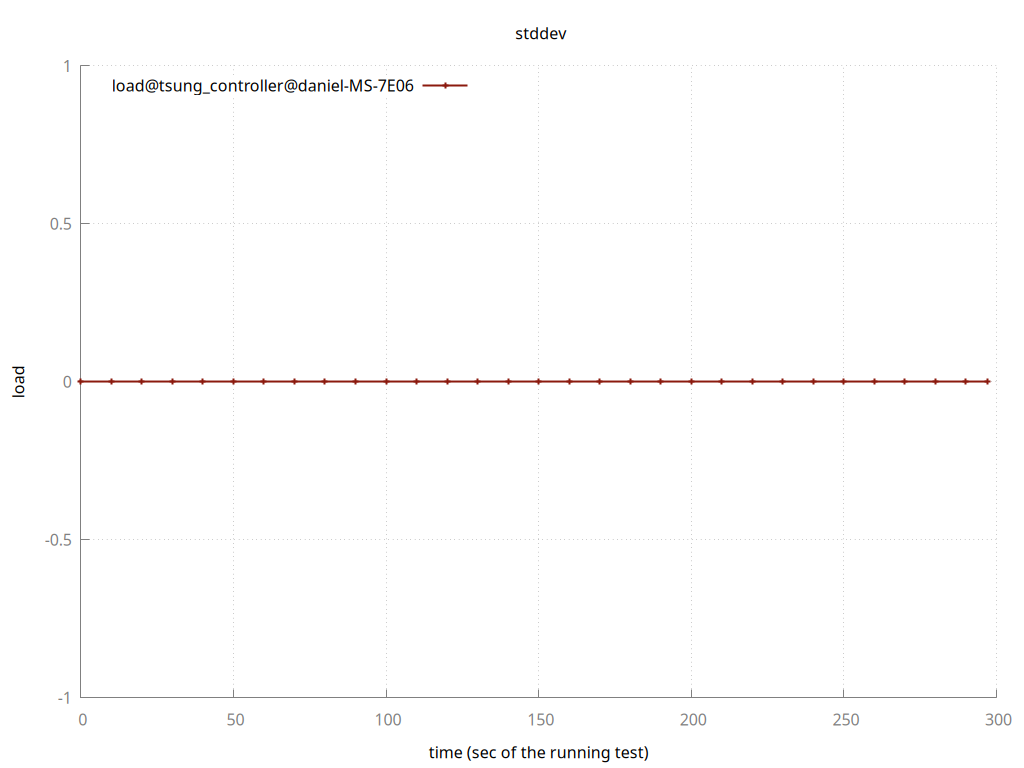 stddev
1
load@tsung_controller@daniel-MS-7E06
0.5
load
0
-0.5
-1
0 50 100 150 200 250 300
time (sec of the running test)